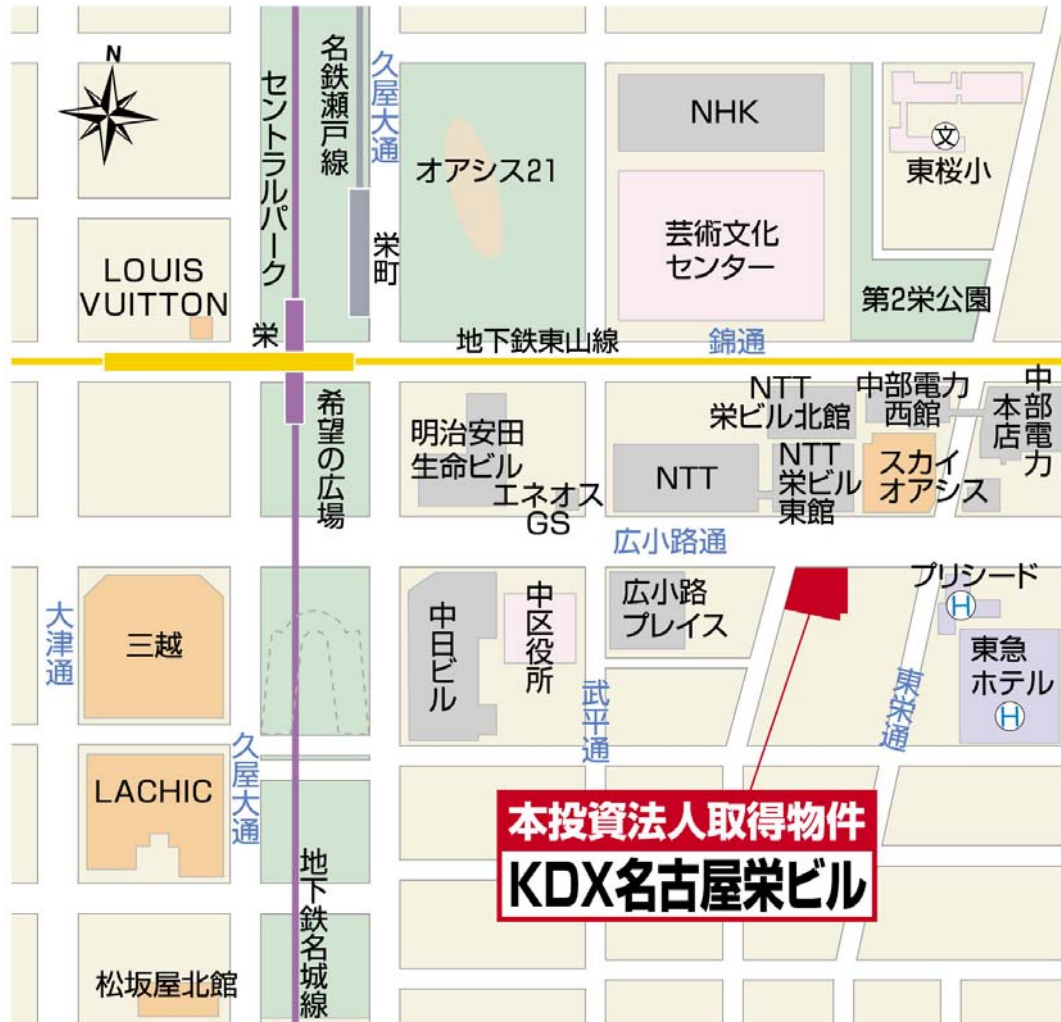 N
セントラルパーク
名鉄瀬戸線
久屋大通
オアシス21
NHK
文
東桜小
芸術文化
センター
栄町
LOUIS
VUITTON
第2栄公園
栄
地下鉄東山線
錦通
希望の広場
明治安田
生命ビル
エネオス
GS
NTT
NTT
栄ビル北館
NTT
栄ビル
東館
中部電力
西館
スカイ
オアシス
中部電力
本店
広小路通
大津通
三越
中日ビル
中区役所
広小路
プレイス
プリシード
H
東急
ホテル
H
武平通
東栄通
久屋大通
LACHIC
本投資法人取得物件
KDX名古屋栄ビル
地下鉄名城線
松坂屋北館